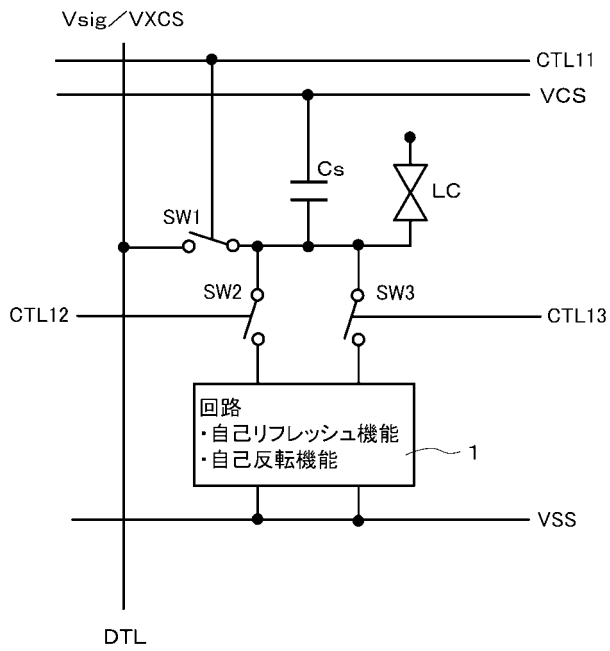 Vsig／VXCS
CTL11
VCS
Cs
LC
SW1
SW2
SW3
CTL12
CTL13
回路
・自己リフレッシュ機能
・自己反転機能
1
VSS
DTL